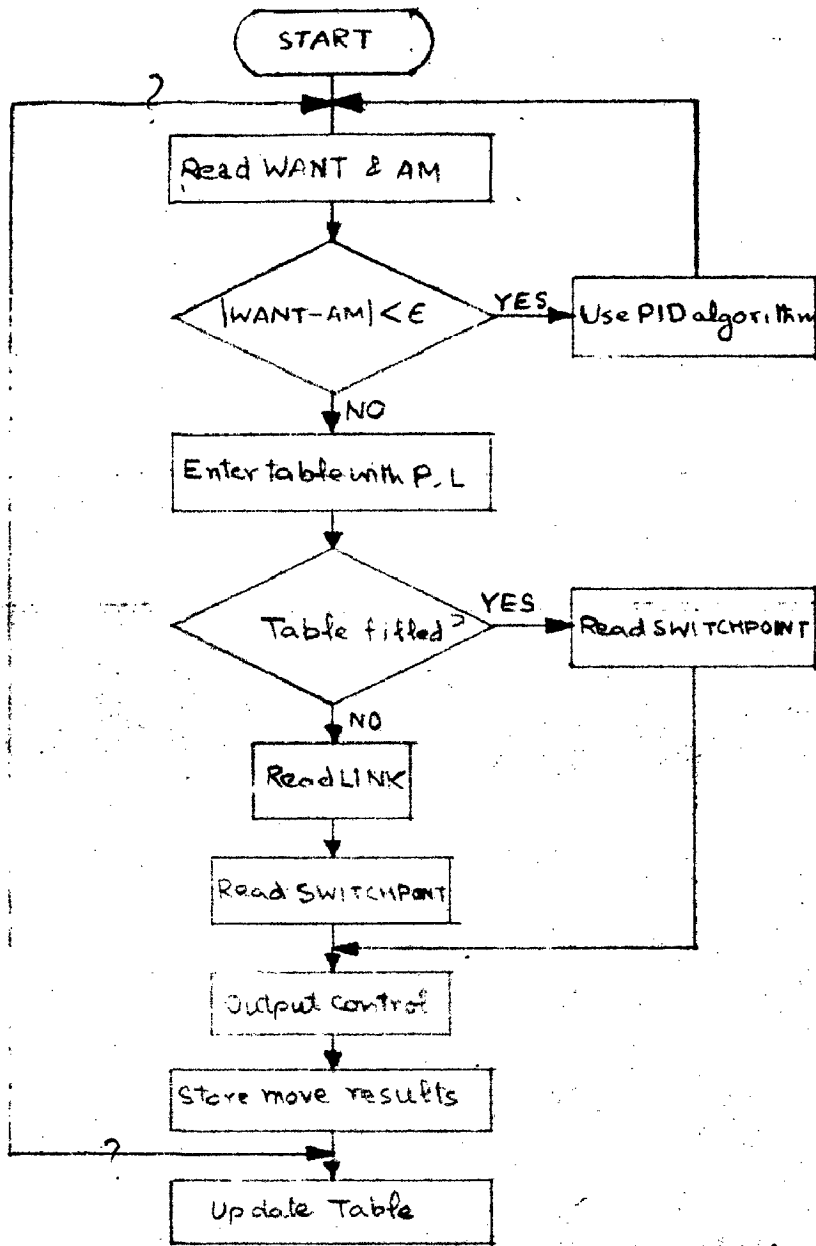 START
?
Read WANT & AM
|WANT-AM| < ε
YES
Use PID algorithm
NO
Enter table with P, L
Table filled?
YES
Read SWITCHPOINT
NO
Read LINK
Read SWITCHPONT
Output control
Store move results
?
Update Table